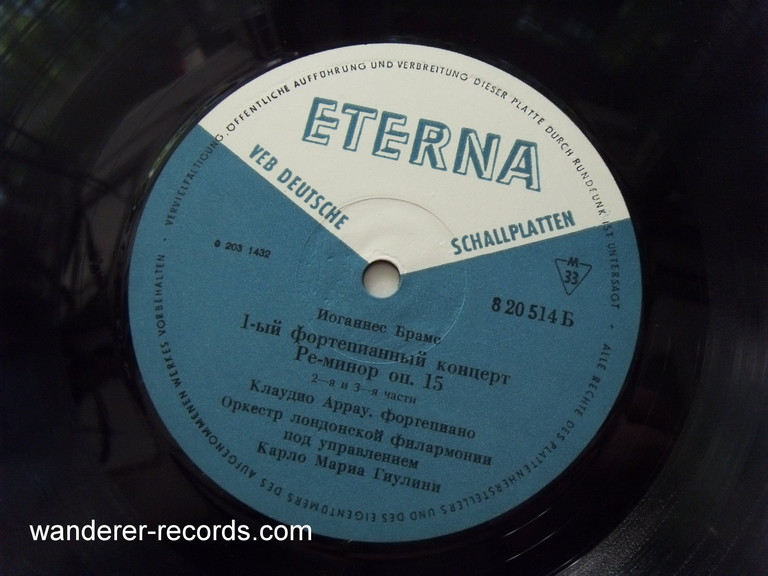 VERVIELFÄLTIGUNG, ÖFFENTLICHE AUFFÜHRUNG UND VERBREITUNG DIESER PLATTE DURCH RUNDFUNK IST UNTERSAGT · ALLE RECHTE DES PLATTENHERSTELLERS UND DES EIGENTÜMERS DES AUFGENOMMENEN WERKES VORBEHALTEN ·
ETERNA
VEB DEUTSCHE
SCHALLPLATTEN
0 203 1432
M
33
8 20 514 Б
Иоганнес Брамс
1-ый фортепианный концерт
Ре-минор оп. 15
2-я и 3-я части
Клаудио Аррау, фортепиано
Оркестр лондонской филармонии
под управлением
Карло Мариа Гиулини
wanderer-records.com